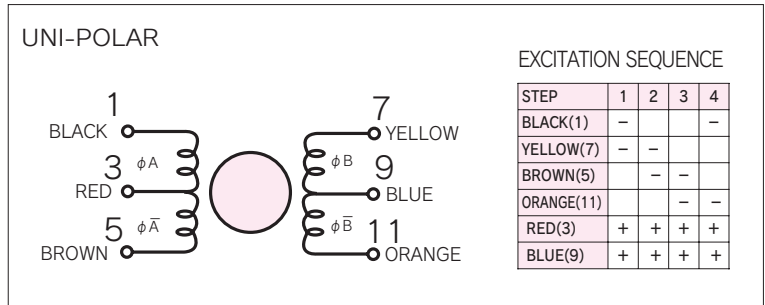 UNI-POLAR
1
BLACK
φA
3
RED
5
φA̅
BROWN
7
YELLOW
φB
9
BLUE
φB̅
11
ORANGE
EXCITATION SEQUENCE
STEP 1 2 3 4
BLACK(1) – –
YELLOW(7) – –
BROWN(5) – –
ORANGE(11) – –
RED(3) + + + +
BLUE(9) + + + +